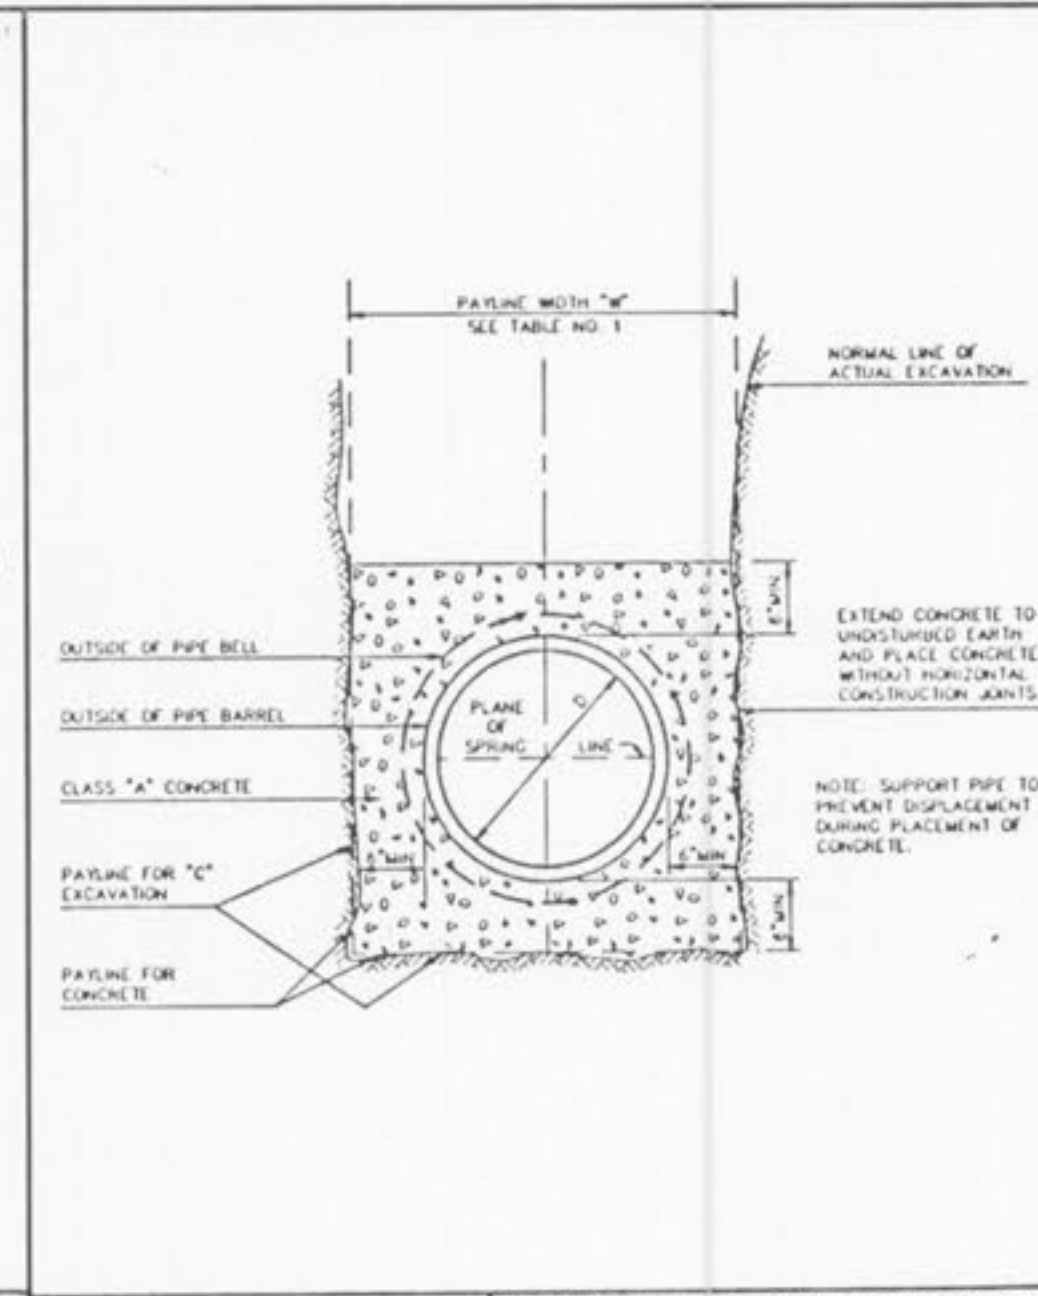 PAYLINE WIDTH "W"
SEE TABLE NO. 1
NORMAL LINE OF
ACTUAL EXCAVATION
6" MIN
EXTEND CONCRETE TO
UNDISTURBED EARTH
AND PLACE CONCRETE
WITHOUT HORIZONTAL
CONSTRUCTION JOINTS
OUTSIDE OF PIPE BELL
OUTSIDE OF PIPE BARREL
PLANE
OF
SPRING LINE
D
CLASS "A" CONCRETE
NOTE: SUPPORT PIPE TO
PREVENT DISPLACEMENT
DURING PLACEMENT OF
CONCRETE.
6" MIN
6" MIN
PAYLINE FOR "C"
EXCAVATION
6" MIN
PAYLINE FOR
CONCRETE